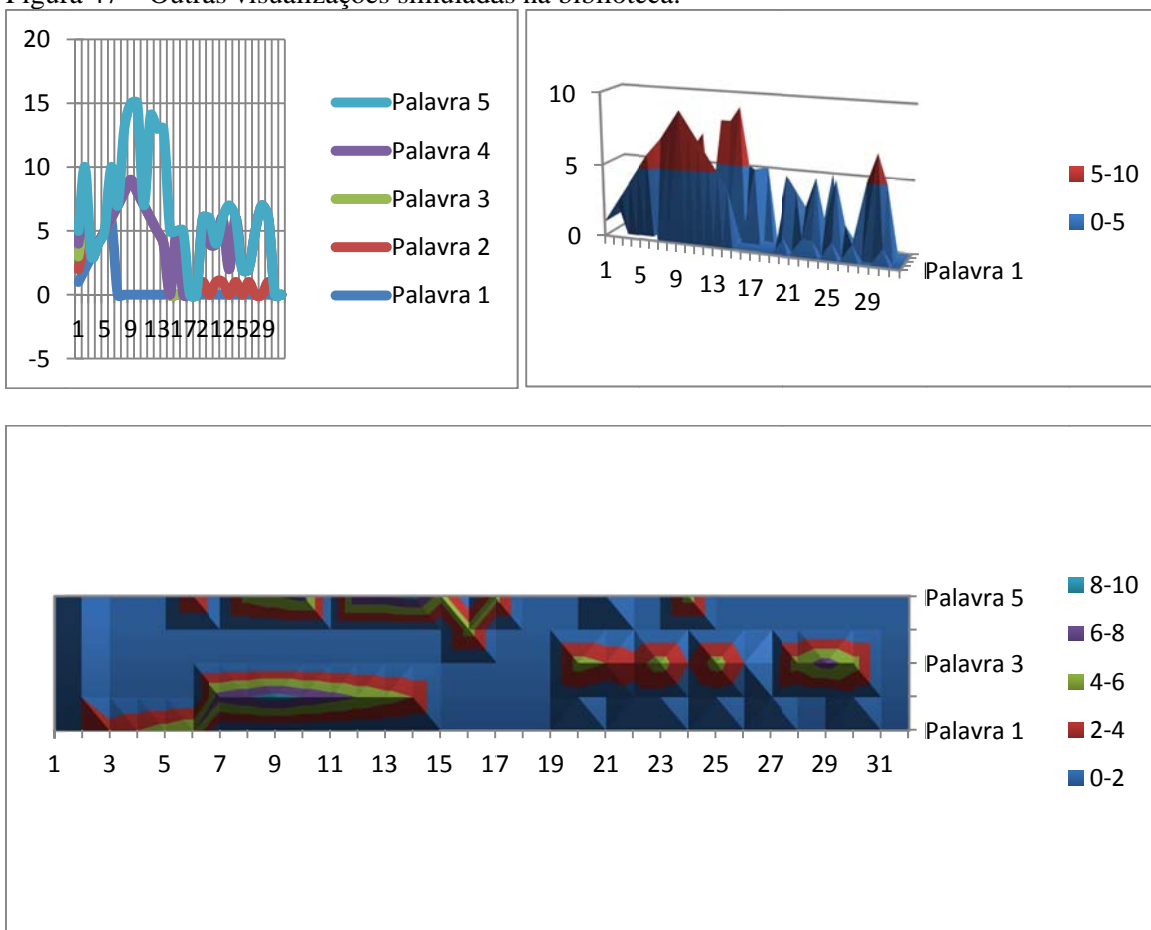 Figura 47 – Outras visualizações simuladas na biblioteca.
20
15
10
5
0
-5
1 5 9 13 17 21 25 29
Palavra 5
Palavra 4
Palavra 3
Palavra 2
Palavra 1
10
5
0
1 5 9 13 17 21 25 29
Palavra 1
5-10
0-5
Palavra 5
Palavra 3
Palavra 1
1 3 5 7 9 11 13 15 17 19 21 23 25 27 29 31
8-10
6-8
4-6
2-4
0-2